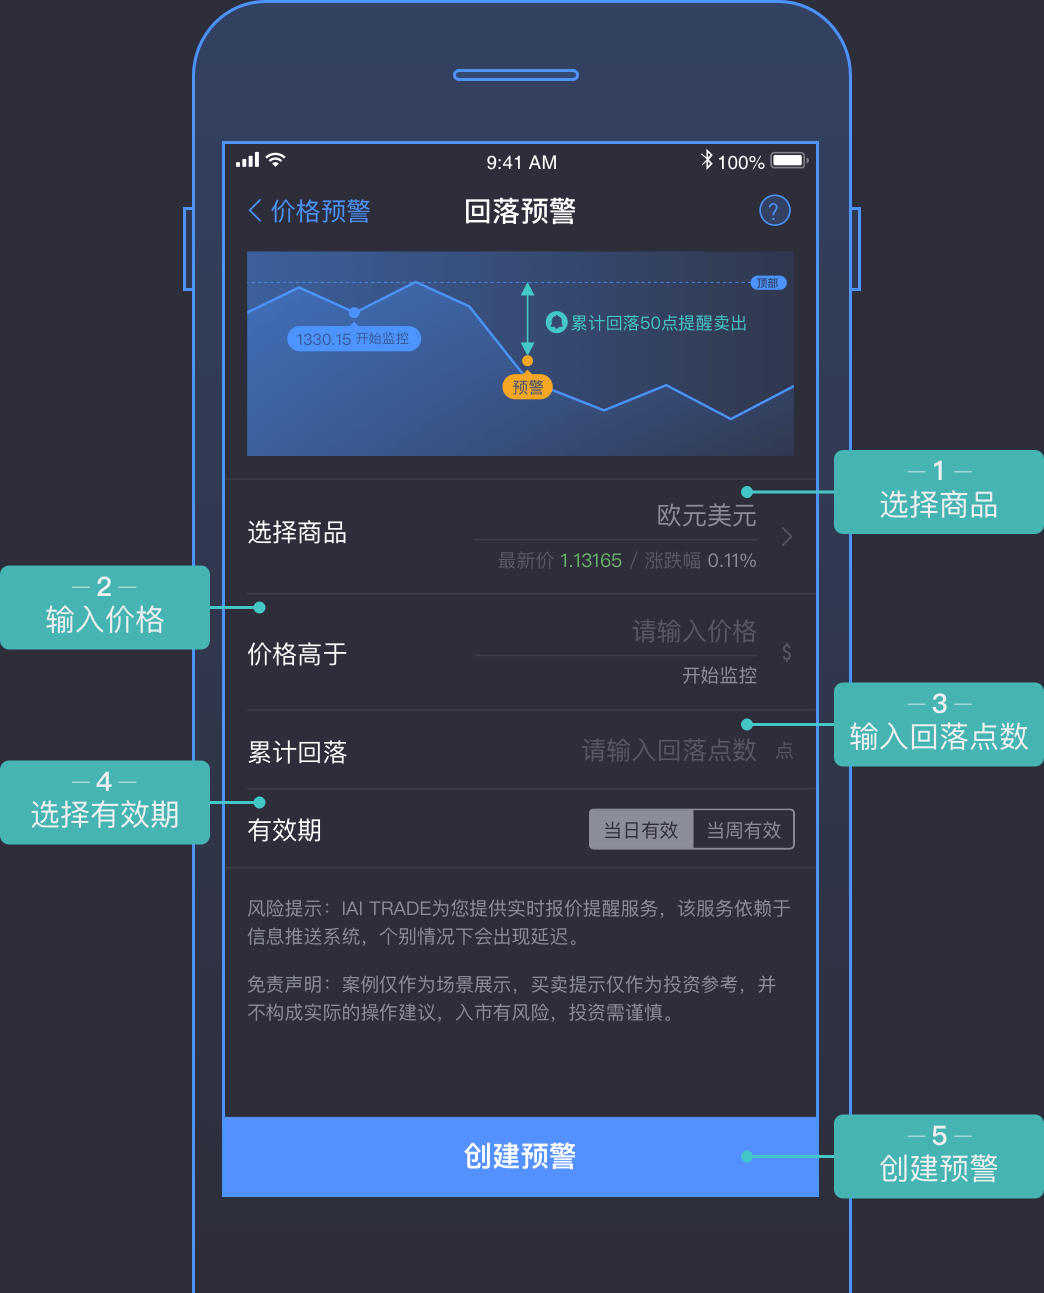 9:41 AM
100%
价格预警
回落预警
?
顶部
累计回落50点提醒卖出
1330.15 开始监控
预警
1
选择商品
选择商品
欧元美元
最新价 1.13165 / 涨跌幅 0.11%
2
输入价格
价格高于
请输入价格
$
开始监控
3
输入回落点数
累计回落
请输入回落点数
点
4
选择有效期
有效期
当日有效
当周有效
风险提示：IAI TRADE为您提供实时报价提醒服务，该服务依赖于
信息推送系统，个别情况下会出现延迟。
免责声明：案例仅作为场景展示，买卖提示仅作为投资参考，并
不构成实际的操作建议，入市有风险，投资需谨慎。
创建预警
5
创建预警